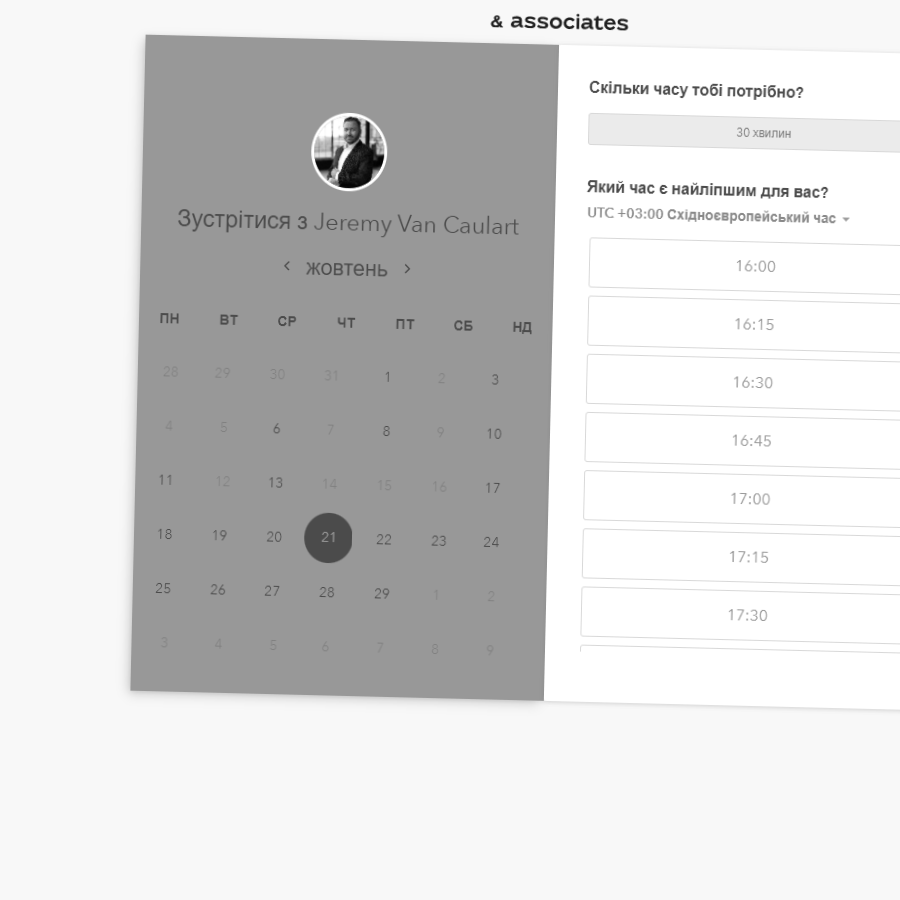 & associates
Зустрітися з Jeremy Van Caulart
жовтень
ПН ВТ СР ЧТ ПТ СБ НД
28 29 30 31 1 2 3
4 5 6 7 8 9 10
11 12 13 14 15 16 17
18 19 20 21 22 23 24
25 26 27 28 29 1 2
3 4 5 6 7 8 9
Скільки часу тобі потрібно?
30 хвилин
Який час є найліпшим для вас?
UTC +03:00 Східноєвропейський час
16:00
16:15
16:30
16:45
17:00
17:15
17:30